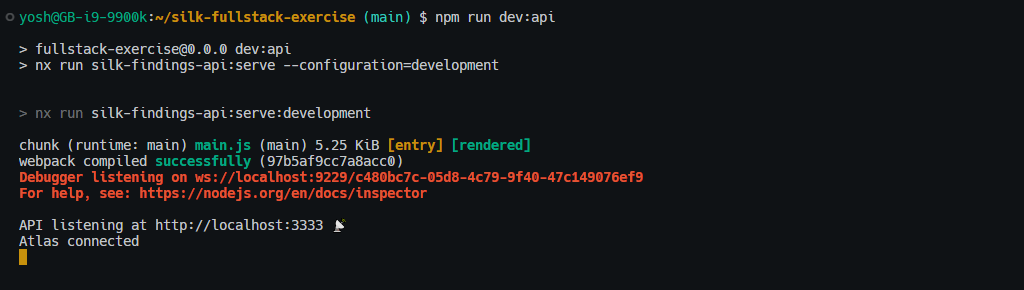 yosh@GB-i9-9900k:~/silk-fullstack-exercise (main) $ npm run dev:api
> fullstack-exercise@0.0.0 dev:api
> nx run silk-findings-api:serve --configuration=development
> nx run silk-findings-api:serve:development
chunk (runtime: main) main.js (main) 5.25 KiB [entry] [rendered]
webpack compiled successfully (97b5af9cc7a8acc0)
Debugger listening on ws://localhost:9229/c480bc7c-05d8-4c79-9f40-47c149076ef9
For help, see: https://nodejs.org/en/docs/inspector
API listening at http://localhost:3333 📡
Atlas connected